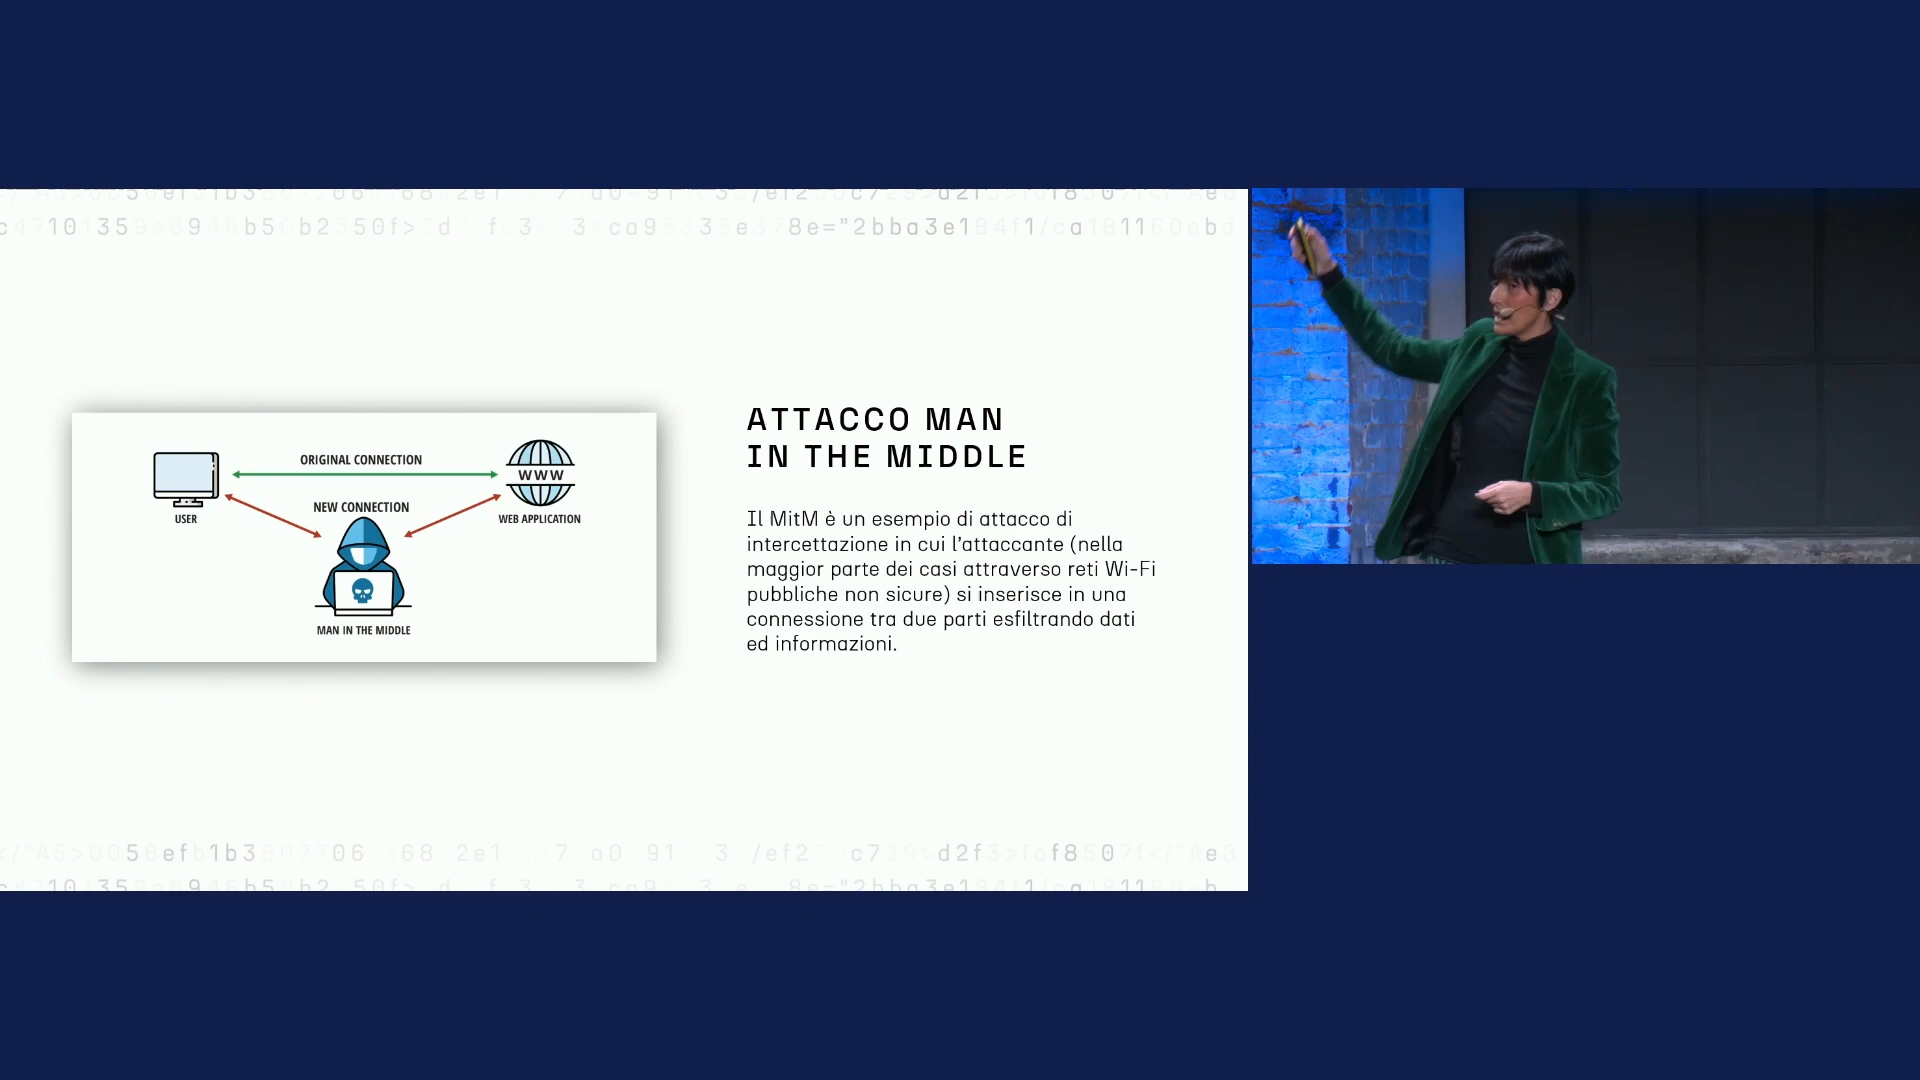 ORIGINAL CONNECTION
WWW
NEW CONNECTION
USER
WEB APPLICATION
MAN IN THE MIDDLE
ATTACCO MAN
IN THE MIDDLE
Il MitM è un esempio di attacco di
intercettazione in cui l'attaccante (nella
maggior parte dei casi attraverso reti Wi-Fi
pubbliche non sicure) si inserisce in una
connessione tra due parti esfiltrando dati
ed informazioni.